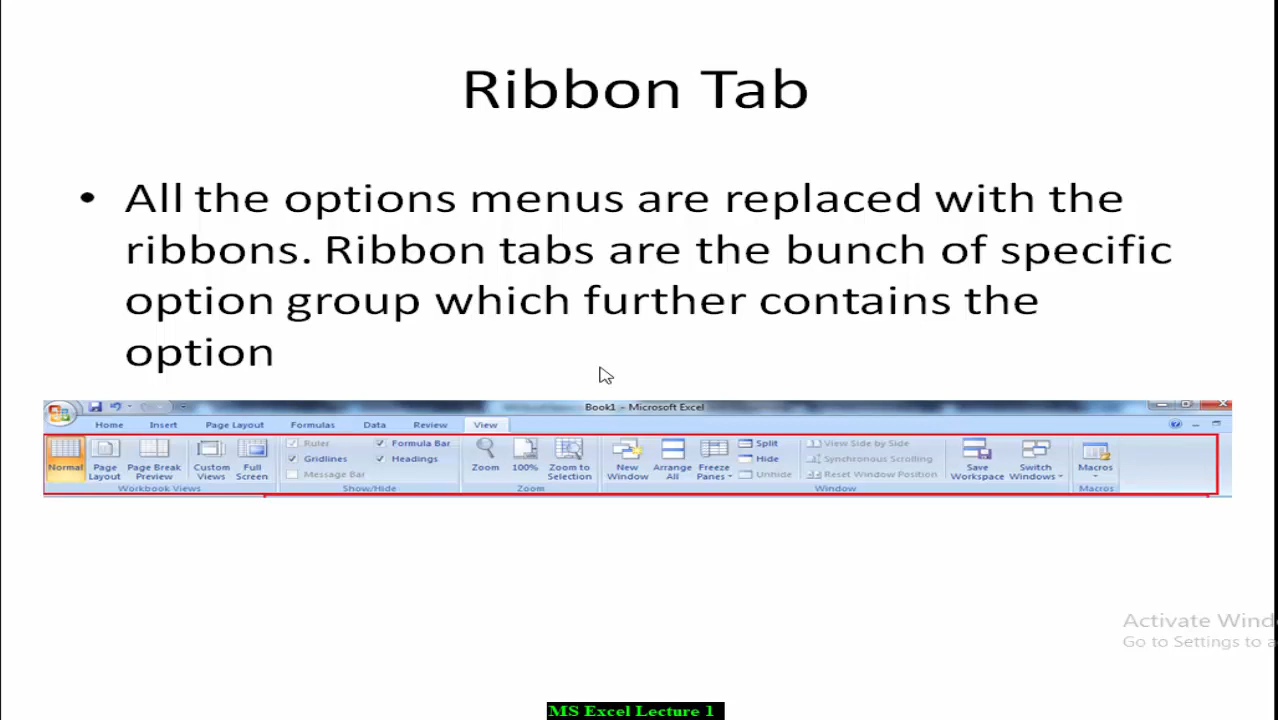 Ribbon Tab
• All the options menus are replaced with the
ribbons. Ribbon tabs are the bunch of specific
option group which further contains the
option
Book1 - Microsoft Excel
Home Insert Page Layout Formulas Data Review View
Normal Page Layout Page Break Preview Custom Views Full Screen
Workbook Views
Ruler Formula Bar
Gridlines Headings
Message Bar
Show/Hide
Zoom 100% Zoom to Selection
Zoom
New Window Arrange All Freeze Panes
Split
Hide
Unhide
View Side by Side
Synchronous Scrolling
Reset Window Position
Save Workspace Switch Windows
Window
Macros
Macros
Activate Wind
Go to Settings to a
MS Excel Lecture 1